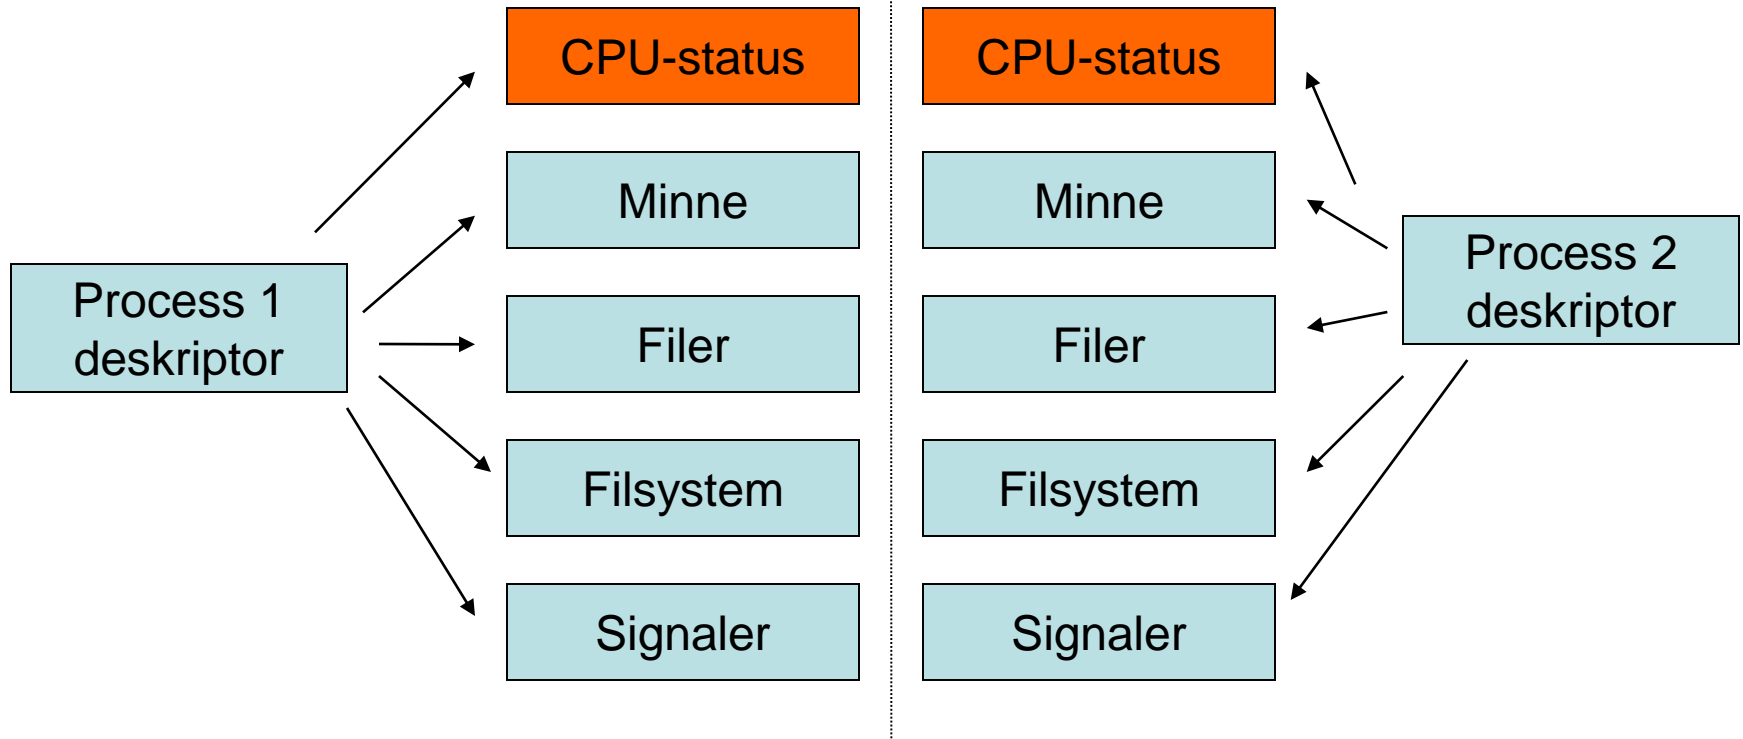 CPU-status
CPU-status
Minne
Minne
Process 1
deskriptor
Process 2
deskriptor
Filer
Filer
Filsystem
Filsystem
Signaler
Signaler